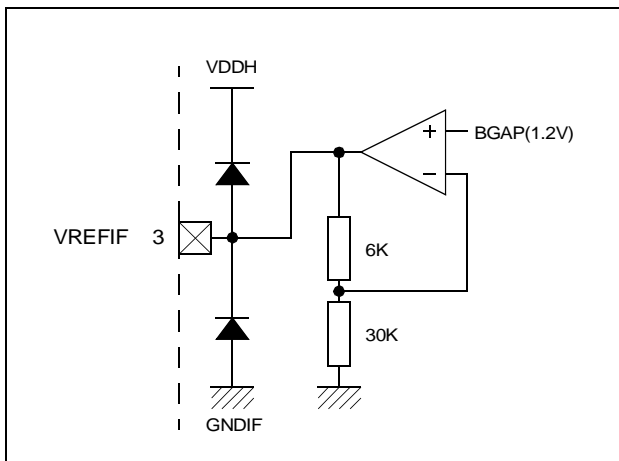 VDDH
+ BGAP(1.2V)
−
VREFIF 3
6K
30K
GNDIF